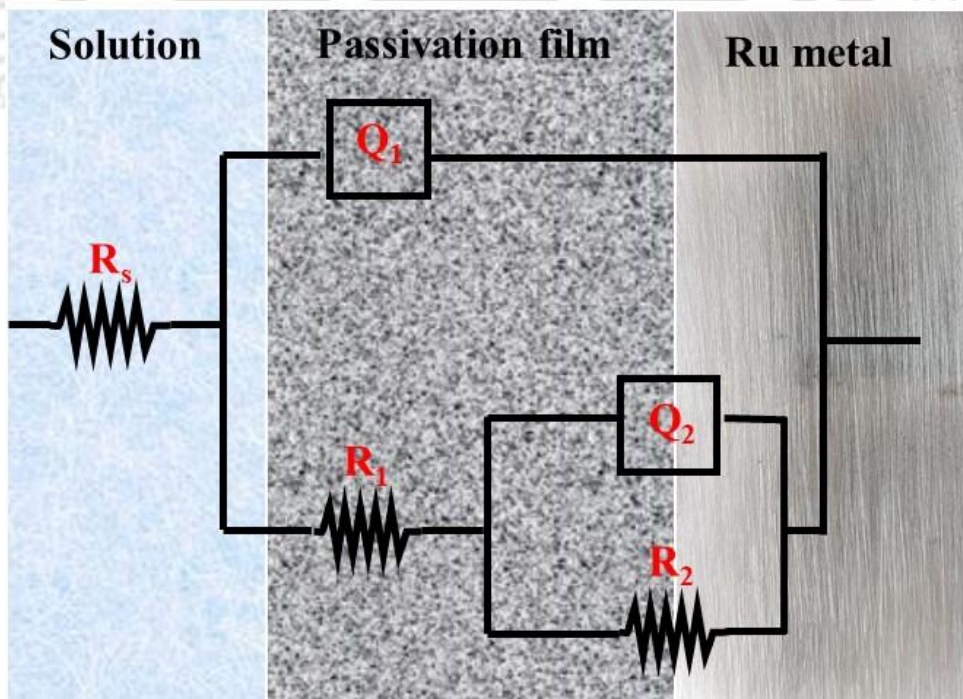 Solution
Passivation film
Ru metal
Q₁
Rₛ
Q₂
R₁
R₂